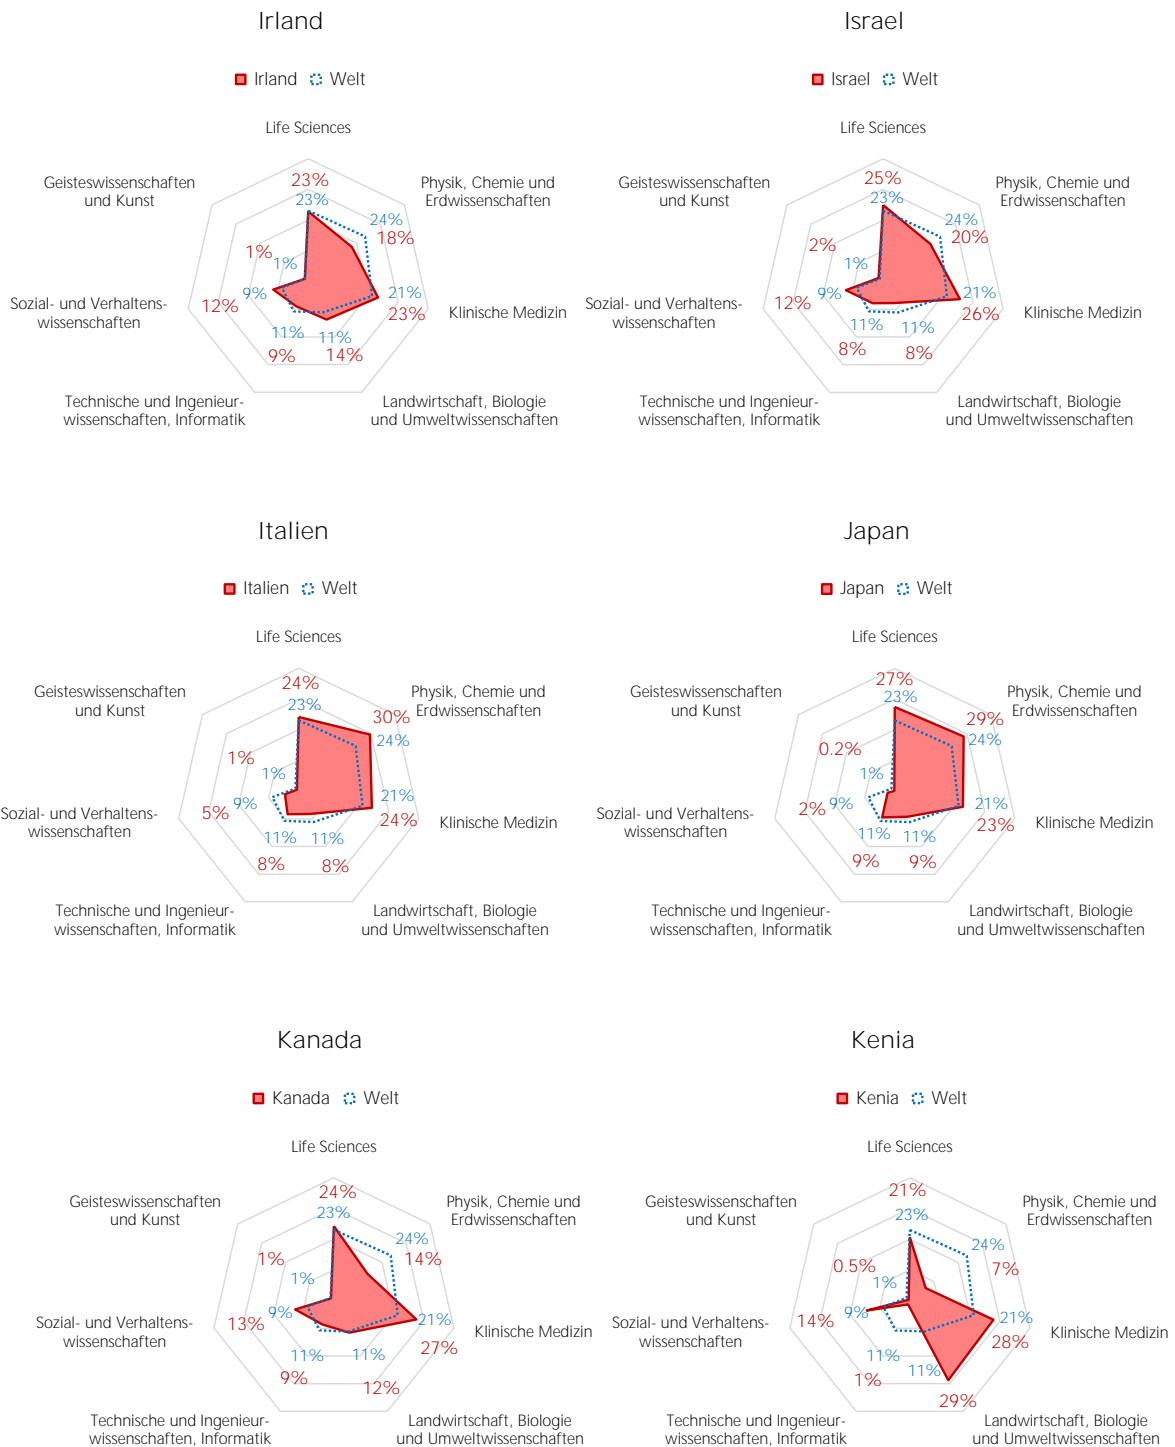 Irland
Irland Welt
Life Sciences
Geisteswissenschaften
und Kunst
Physik, Chemie und
Erdwissenschaften
23%
23%
24%
18%
1%
1%
21%
23%
9%
12%
Sozial- und Verhaltens-
wissenschaften
Klinische Medizin
11%
11%
9%
14%
Technische und Ingenieur-
wissenschaften, Informatik
Landwirtschaft, Biologie
und Umweltwissenschaften
Israel
Israel Welt
Life Sciences
Geisteswissenschaften
und Kunst
Physik, Chemie und
Erdwissenschaften
25%
23%
24%
20%
2%
1%
21%
26%
9%
12%
Sozial- und Verhaltens-
wissenschaften
Klinische Medizin
11%
11%
8%
8%
Technische und Ingenieur-
wissenschaften, Informatik
Landwirtschaft, Biologie
und Umweltwissenschaften
Italien
Italien Welt
Life Sciences
Geisteswissenschaften
und Kunst
Physik, Chemie und
Erdwissenschaften
24%
23%
30%
24%
1%
1%
21%
24%
9%
5%
Sozial- und Verhaltens-
wissenschaften
Klinische Medizin
11%
11%
8%
8%
Technische und Ingenieur-
wissenschaften, Informatik
Landwirtschaft, Biologie
und Umweltwissenschaften
Japan
Japan Welt
Life Sciences
Geisteswissenschaften
und Kunst
Physik, Chemie und
Erdwissenschaften
27%
23%
29%
24%
0.2%
1%
21%
23%
9%
2%
Sozial- und Verhaltens-
wissenschaften
Klinische Medizin
11%
11%
9%
9%
Technische und Ingenieur-
wissenschaften, Informatik
Landwirtschaft, Biologie
und Umweltwissenschaften
Kanada
Kanada Welt
Life Sciences
Geisteswissenschaften
und Kunst
Physik, Chemie und
Erdwissenschaften
24%
23%
24%
14%
1%
1%
21%
27%
9%
13%
Sozial- und Verhaltens-
wissenschaften
Klinische Medizin
11%
11%
9%
12%
Technische und Ingenieur-
wissenschaften, Informatik
Landwirtschaft, Biologie
und Umweltwissenschaften
Kenia
Kenia Welt
Life Sciences
Geisteswissenschaften
und Kunst
Physik, Chemie und
Erdwissenschaften
21%
23%
24%
7%
0.5%
1%
21%
28%
9%
14%
Sozial- und Verhaltens-
wissenschaften
Klinische Medizin
11%
11%
1%
29%
Technische und Ingenieur-
wissenschaften, Informatik
Landwirtschaft, Biologie
und Umweltwissenschaften